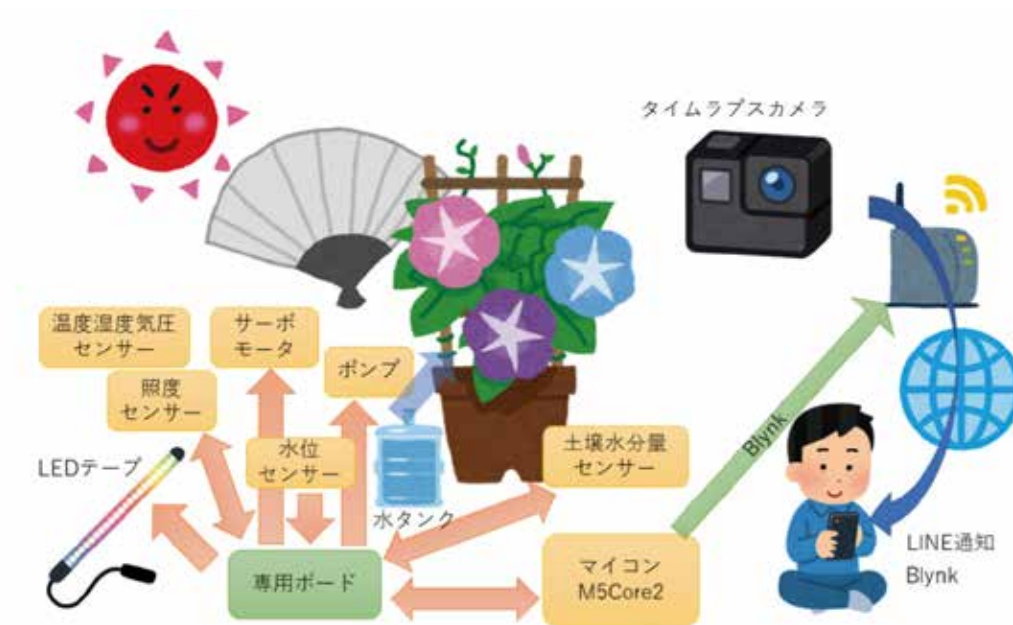 タイムラプスカメラ
温度湿度気圧
センサー
サーボ
モータ
ポンプ
照度
センサー
水位
センサー
土壌水分量
センサー
LEDテープ
水タンク
Blynk
専用ボード
マイコン
M5Core2
LINE通知
Blynk